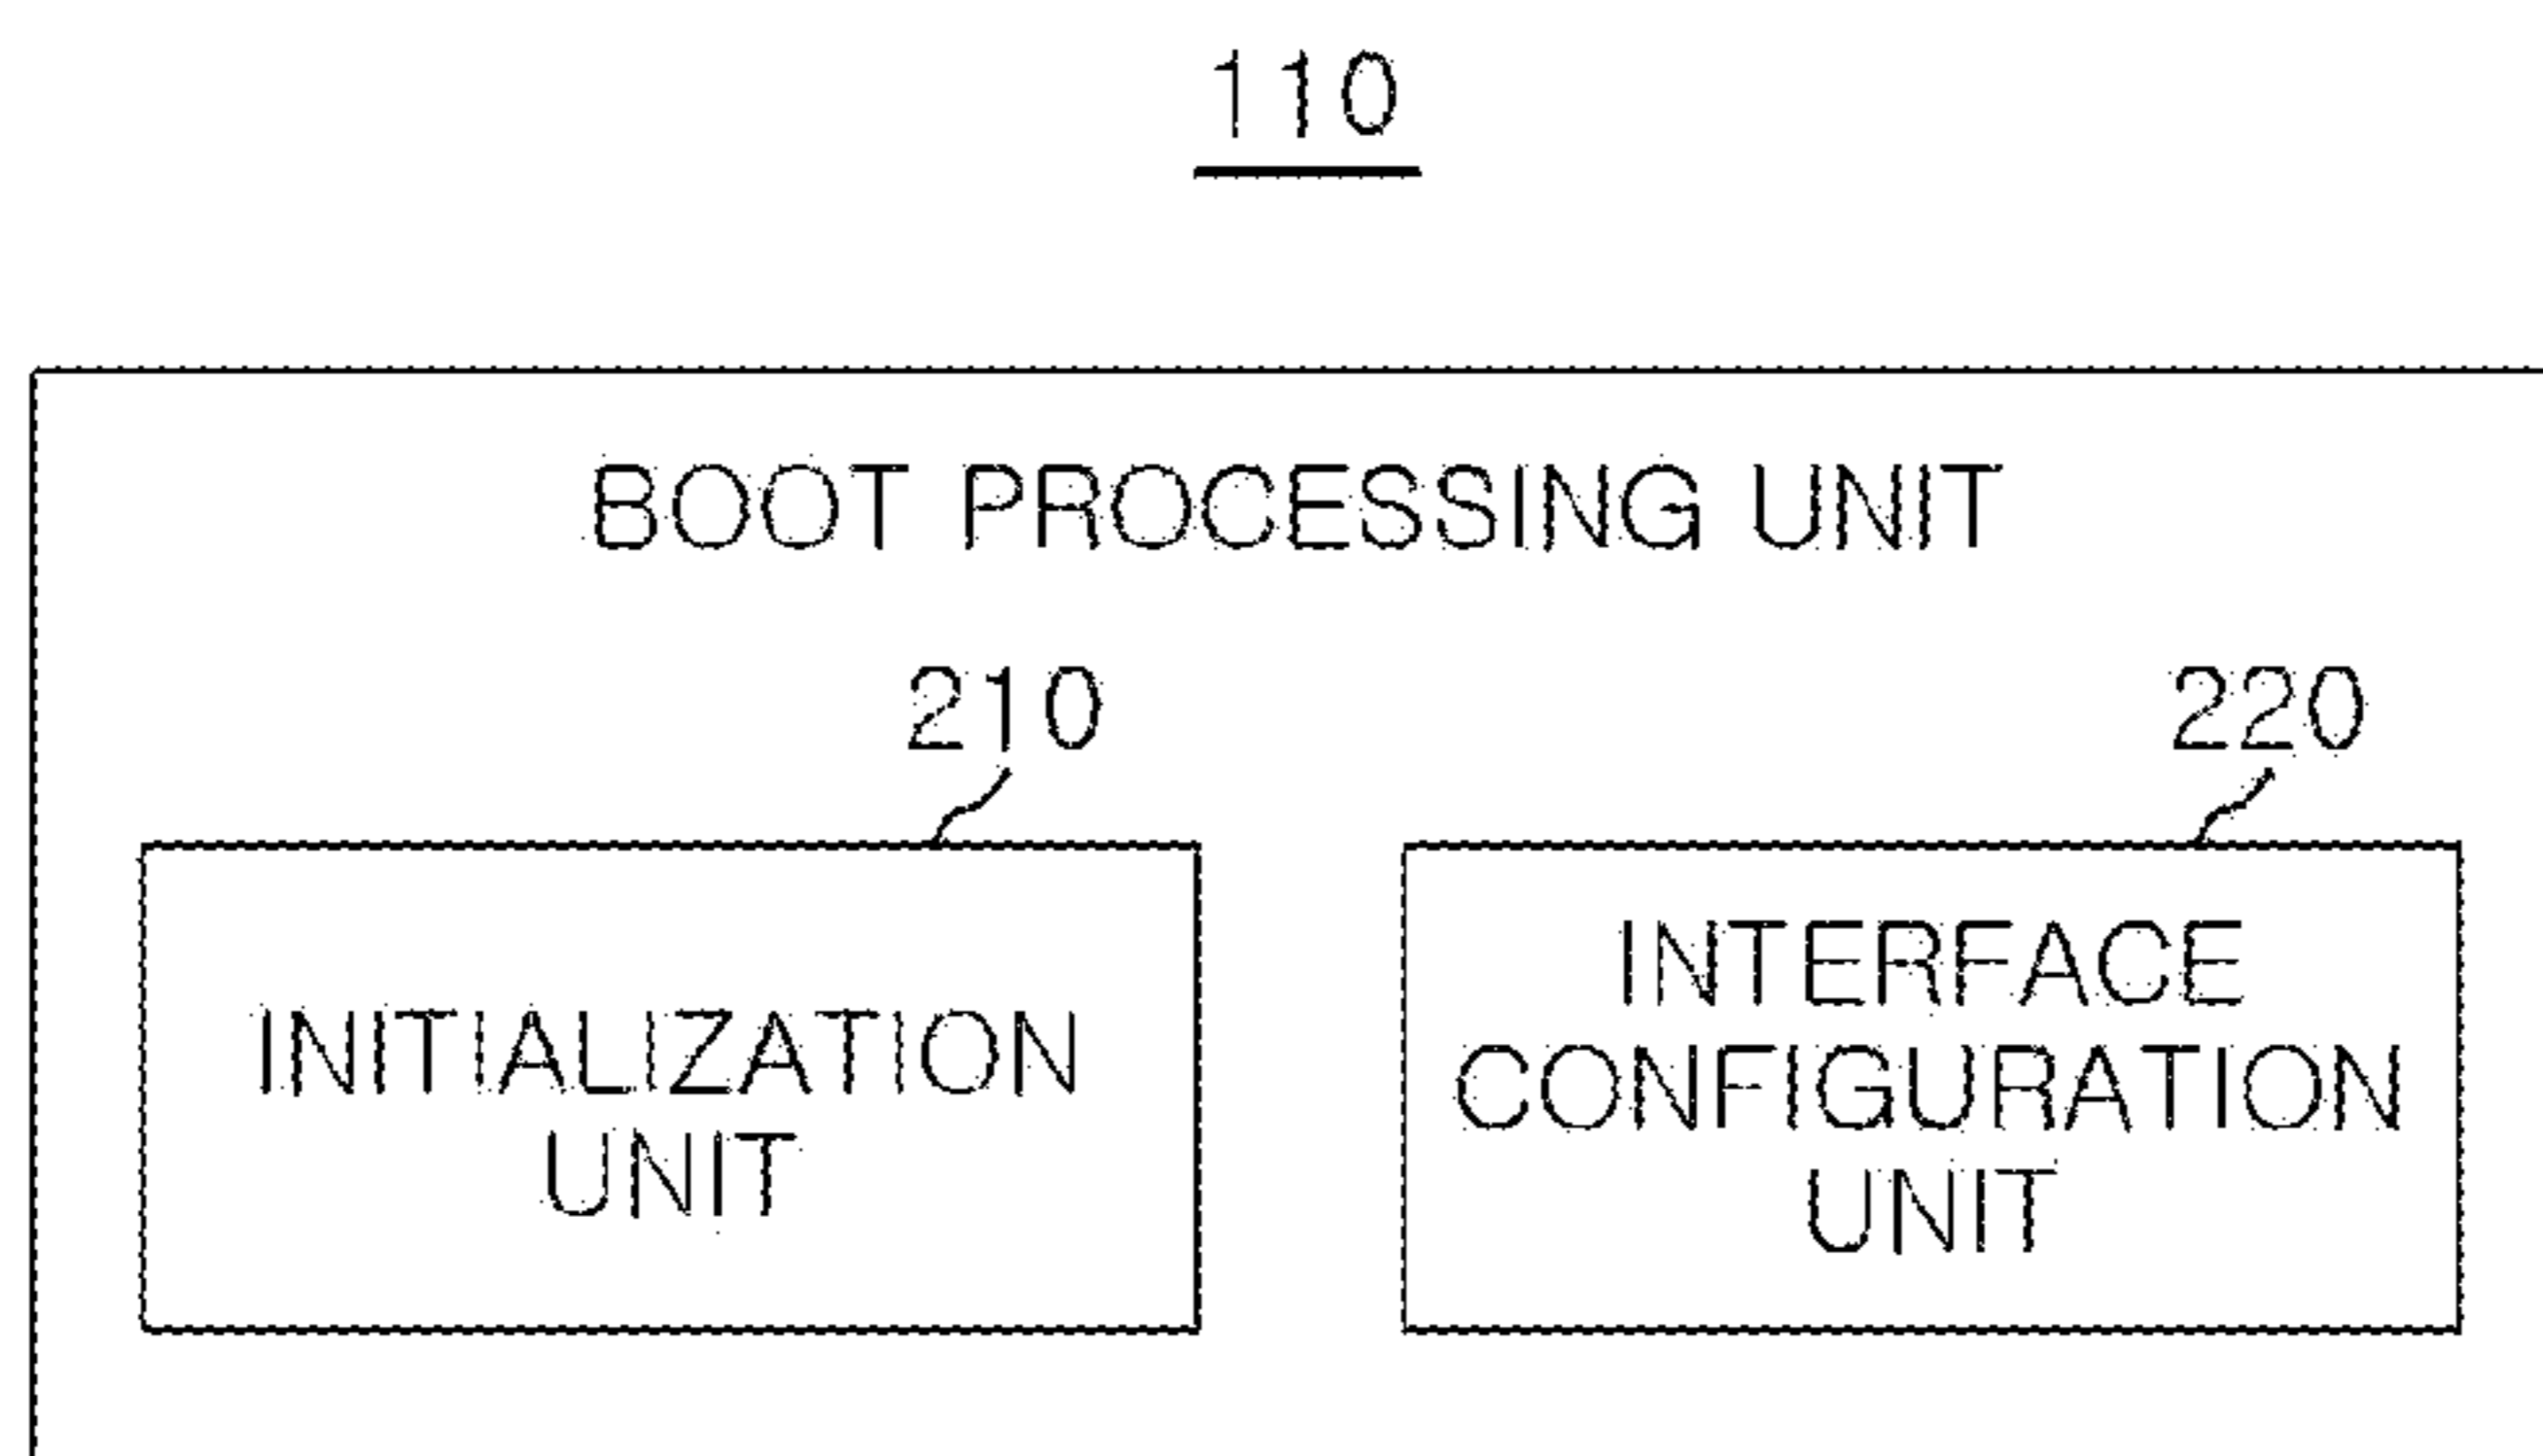 110
BOOT PROCESSING UNIT
210
220
INITIALIZATION
UNIT
INTERFACE
CONFIGURATION
UNIT